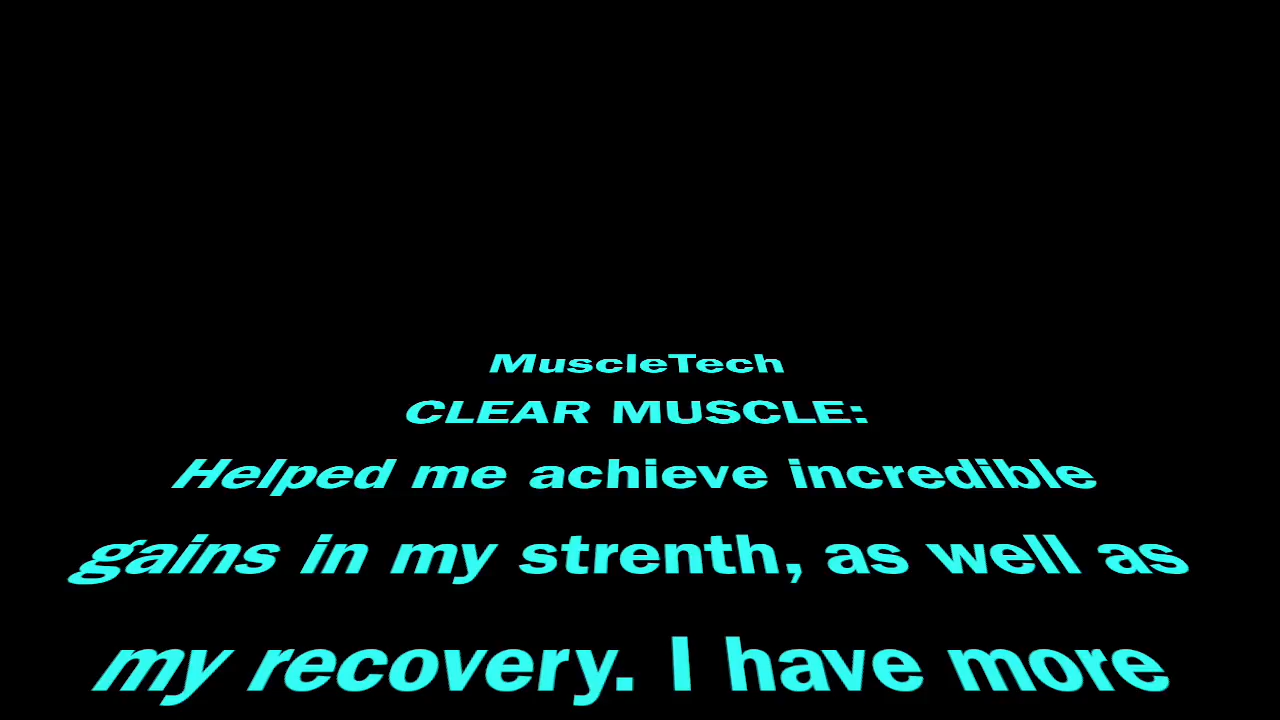 MuscleTech
CLEAR MUSCLE:
Helped me achieve incredible
gains in my strenth, as well as
my recovery. I have more